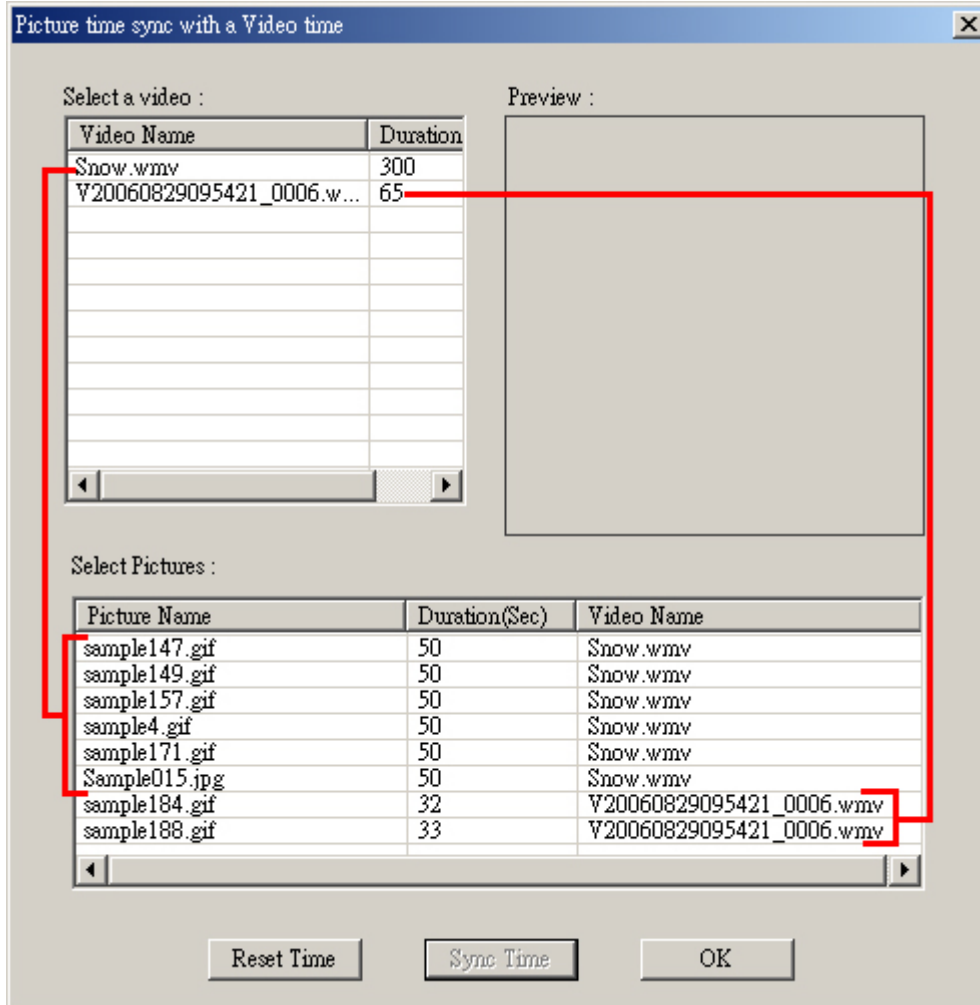 Picture time sync with a Video time
Select a video :
Preview :
Video Name Duration
Snow.wmv 300
V20060829095421_0006.w... 65
Select Pictures :
Picture Name Duration(Sec) Video Name
sample147.gif 50 Snow.wmv
sample149.gif 50 Snow.wmv
sample157.gif 50 Snow.wmv
sample4.gif 50 Snow.wmv
sample171.gif 50 Snow.wmv
Sample015.jpg 50 Snow.wmv
sample184.gif 32 V20060829095421_0006.wmv
sample188.gif 33 V20060829095421_0006.wmv
Reset Time Sync Time OK